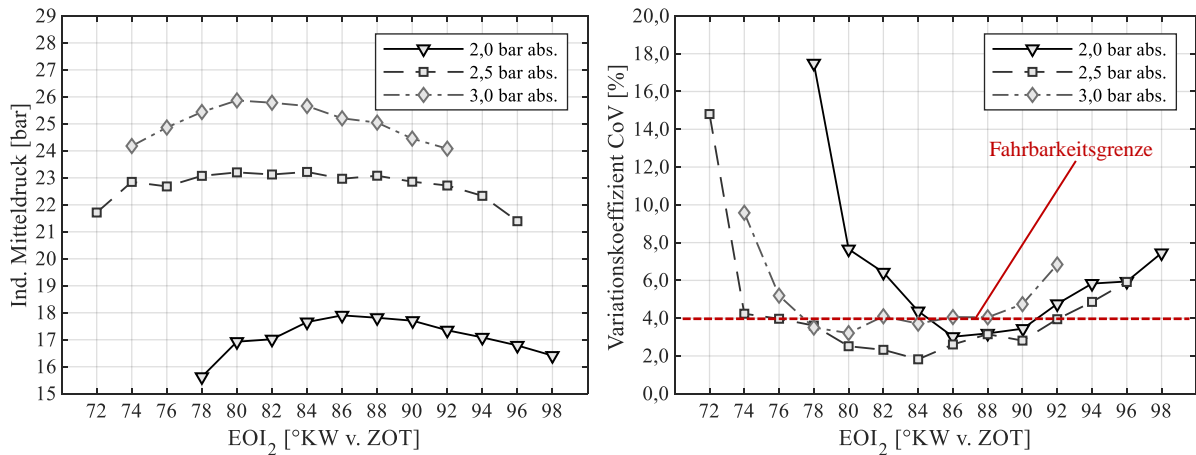 29
28
27
26
25
24
23
22
21
20
19
18
17
16
15
Ind. Mitteldruck [bar]
2,0 bar abs.
2,5 bar abs.
3,0 bar abs.
72 74 76 78 80 82 84 86 88 90 92 94 96 98
EOI2 [°KW v. ZOT]
20,0
18,0
16,0
14,0
12,0
10,0
8,0
6,0
4,0
2,0
0,0
Variationskoeffizient CoV [%]
2,0 bar abs.
2,5 bar abs.
3,0 bar abs.
Fahrbarkeitsgrenze
72 74 76 78 80 82 84 86 88 90 92 94 96 98
EOI2 [°KW v. ZOT]